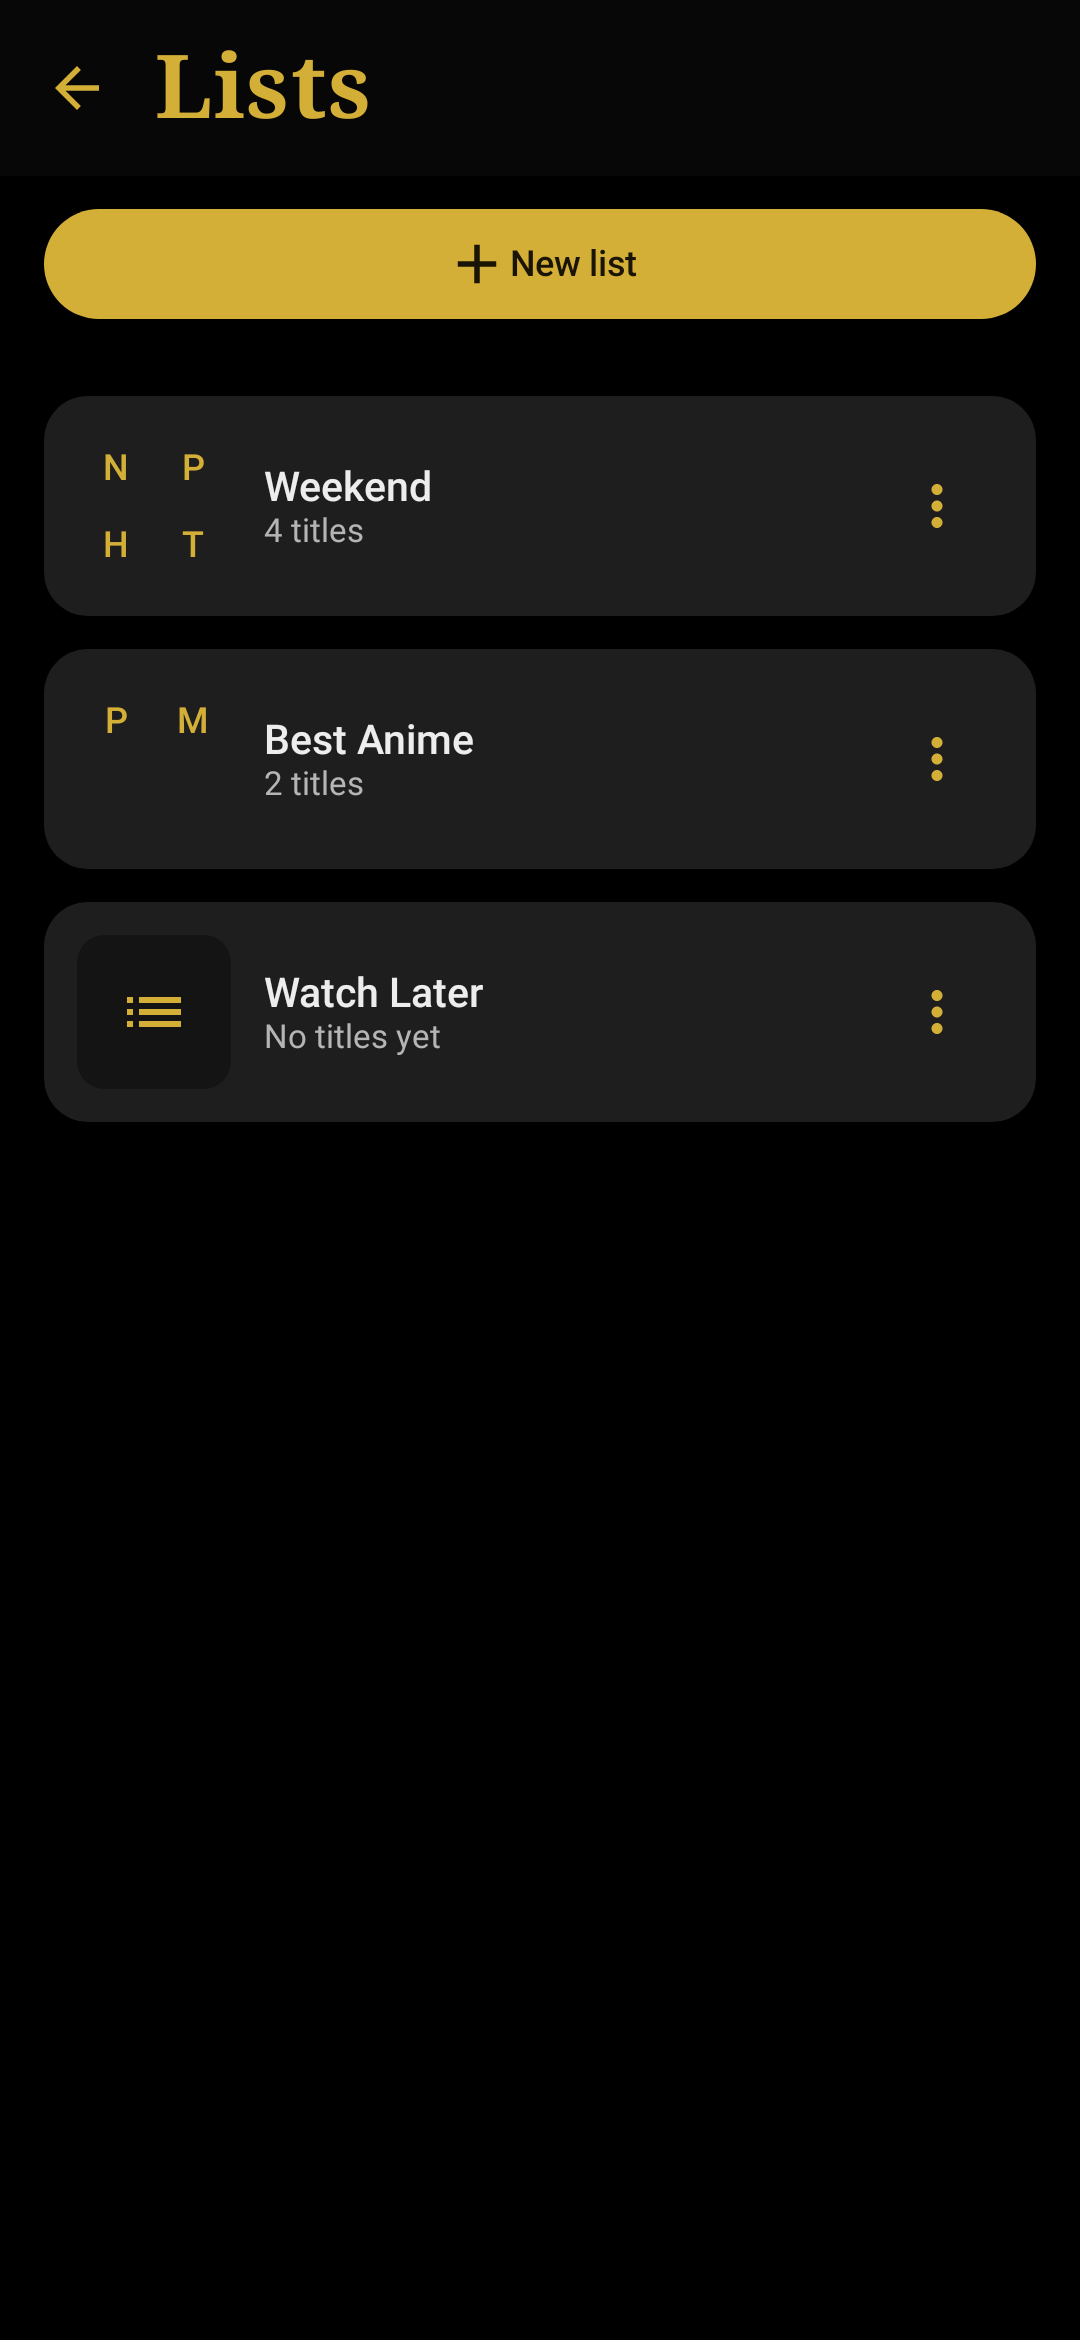 Lists
New list
N P
H T
Weekend
4 titles
P M
Best Anime
2 titles
Watch Later
No titles yet